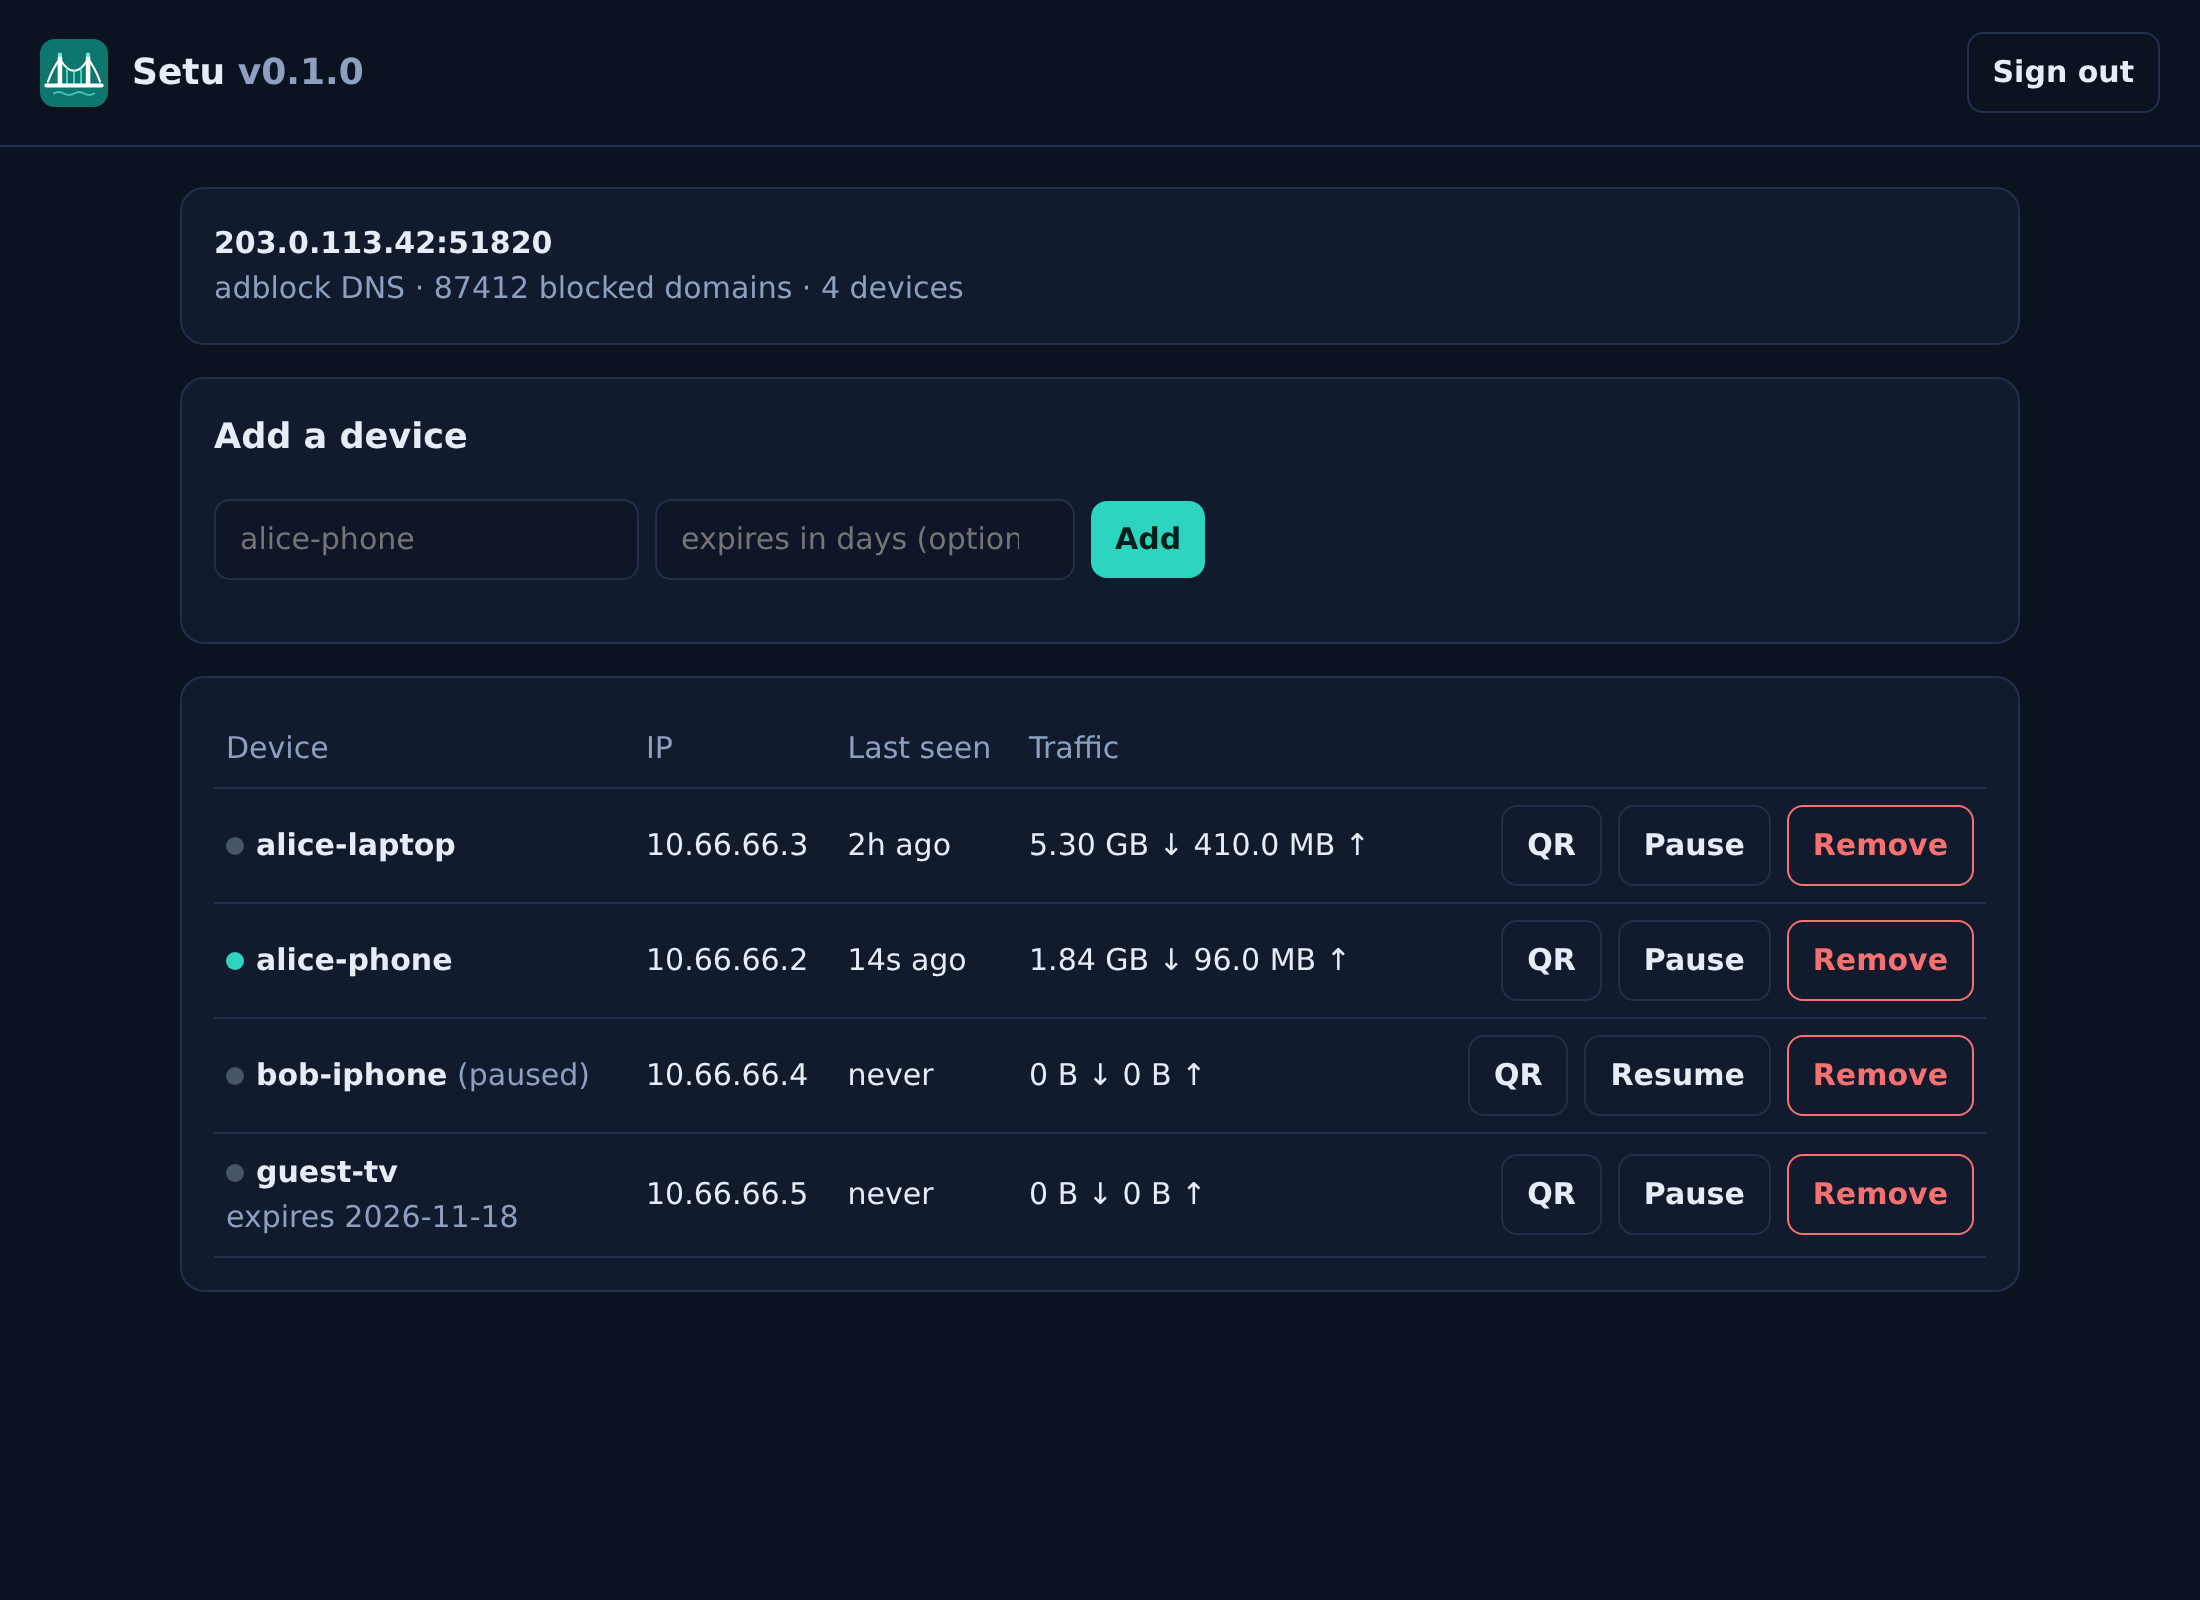 Setu v0.1.0
Sign out
203.0.113.42:51820
adblock DNS · 87412 blocked domains · 4 devices
Add a device
alice-phone
expires in days (option
Add
Device IP Last seen Traffic
alice-laptop 10.66.66.3 2h ago 5.30 GB ↓ 410.0 MB ↑ QR Pause Remove
alice-phone 10.66.66.2 14s ago 1.84 GB ↓ 96.0 MB ↑ QR Pause Remove
bob-iphone (paused) 10.66.66.4 never 0 B ↓ 0 B ↑ QR Resume Remove
guest-tv 10.66.66.5 never 0 B ↓ 0 B ↑ QR Pause Remove
expires 2026-11-18